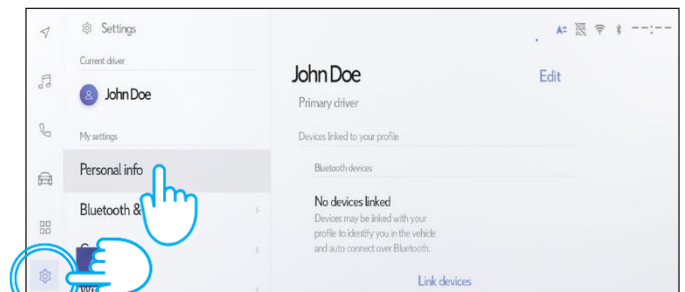 Settings
Current driver
John Doe
My settings
Personal info
Bluetooth &
John Doe
Edit
Primary driver
Devices linked to your profile
Bluetooth devices
No devices linked
Devices may be linked with your
profile to identify you in the vehicle
and auto connect over Bluetooth.
Link devices
--:--